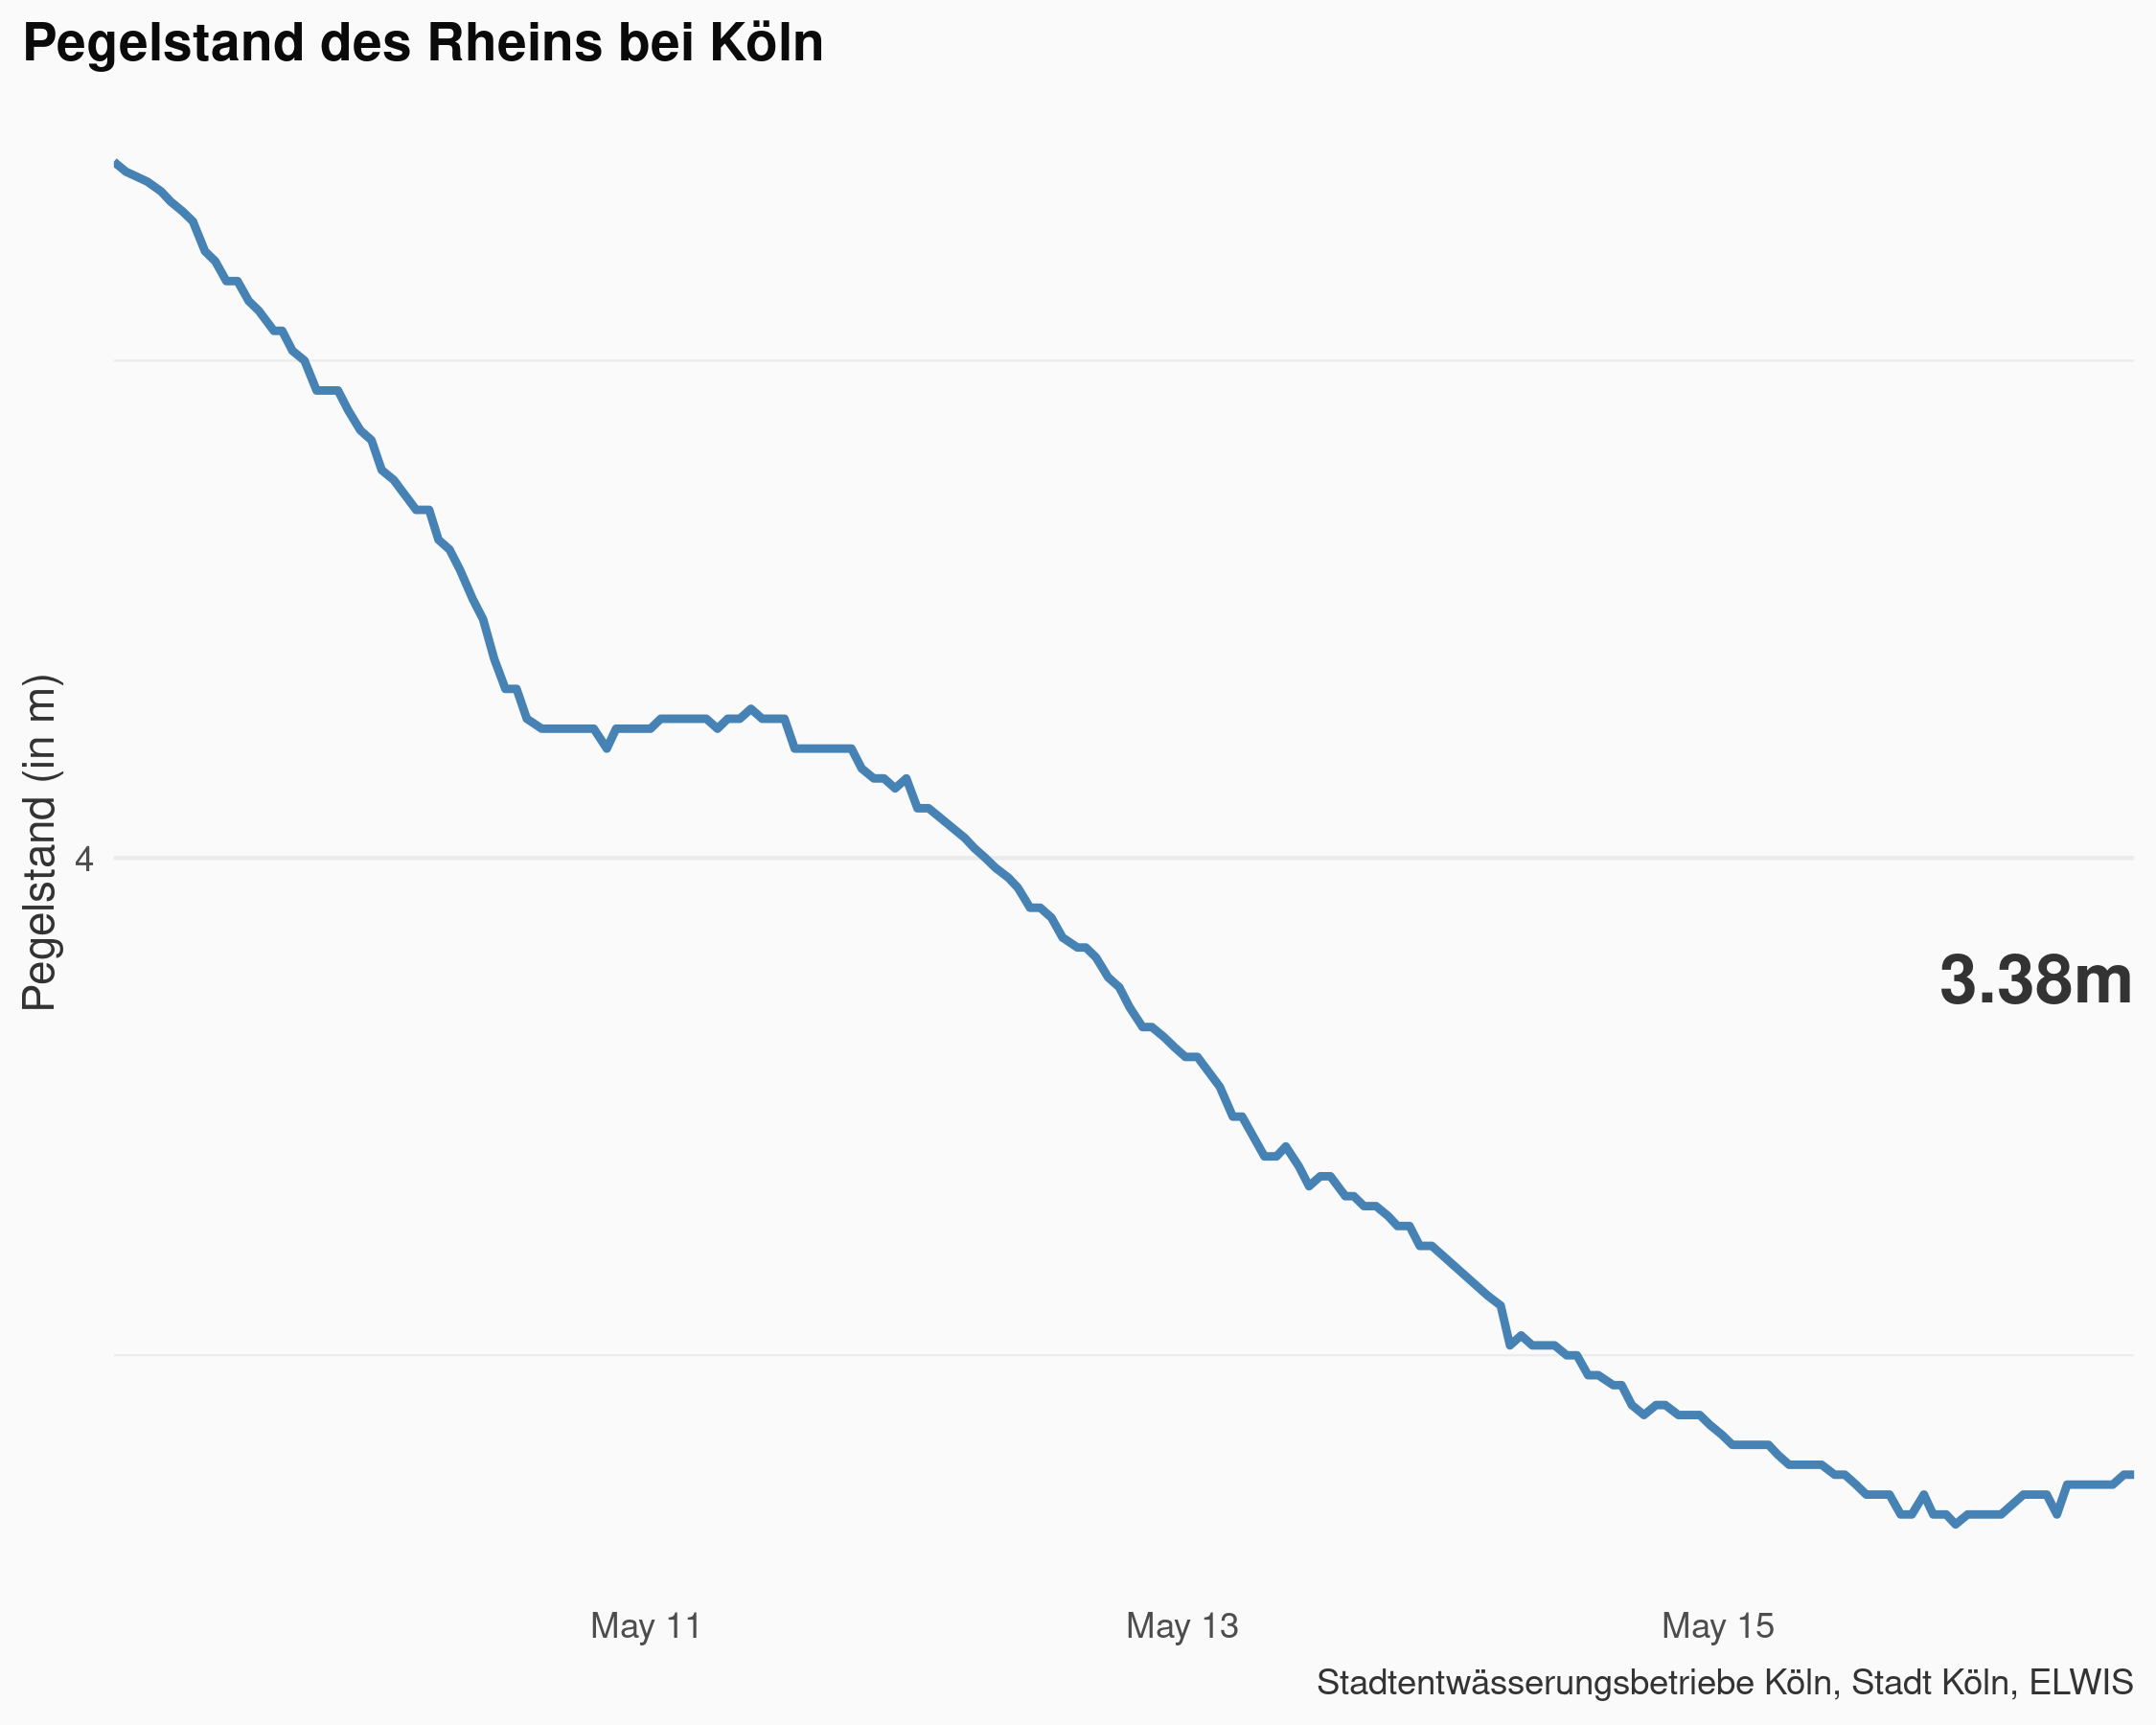 Pegelstand des Rheins bei Köln
Pegelstand (in m)
4
3.38m
May 11
May 13
May 15
Stadtentwässerungsbetriebe Köln, Stadt Köln, ELWIS